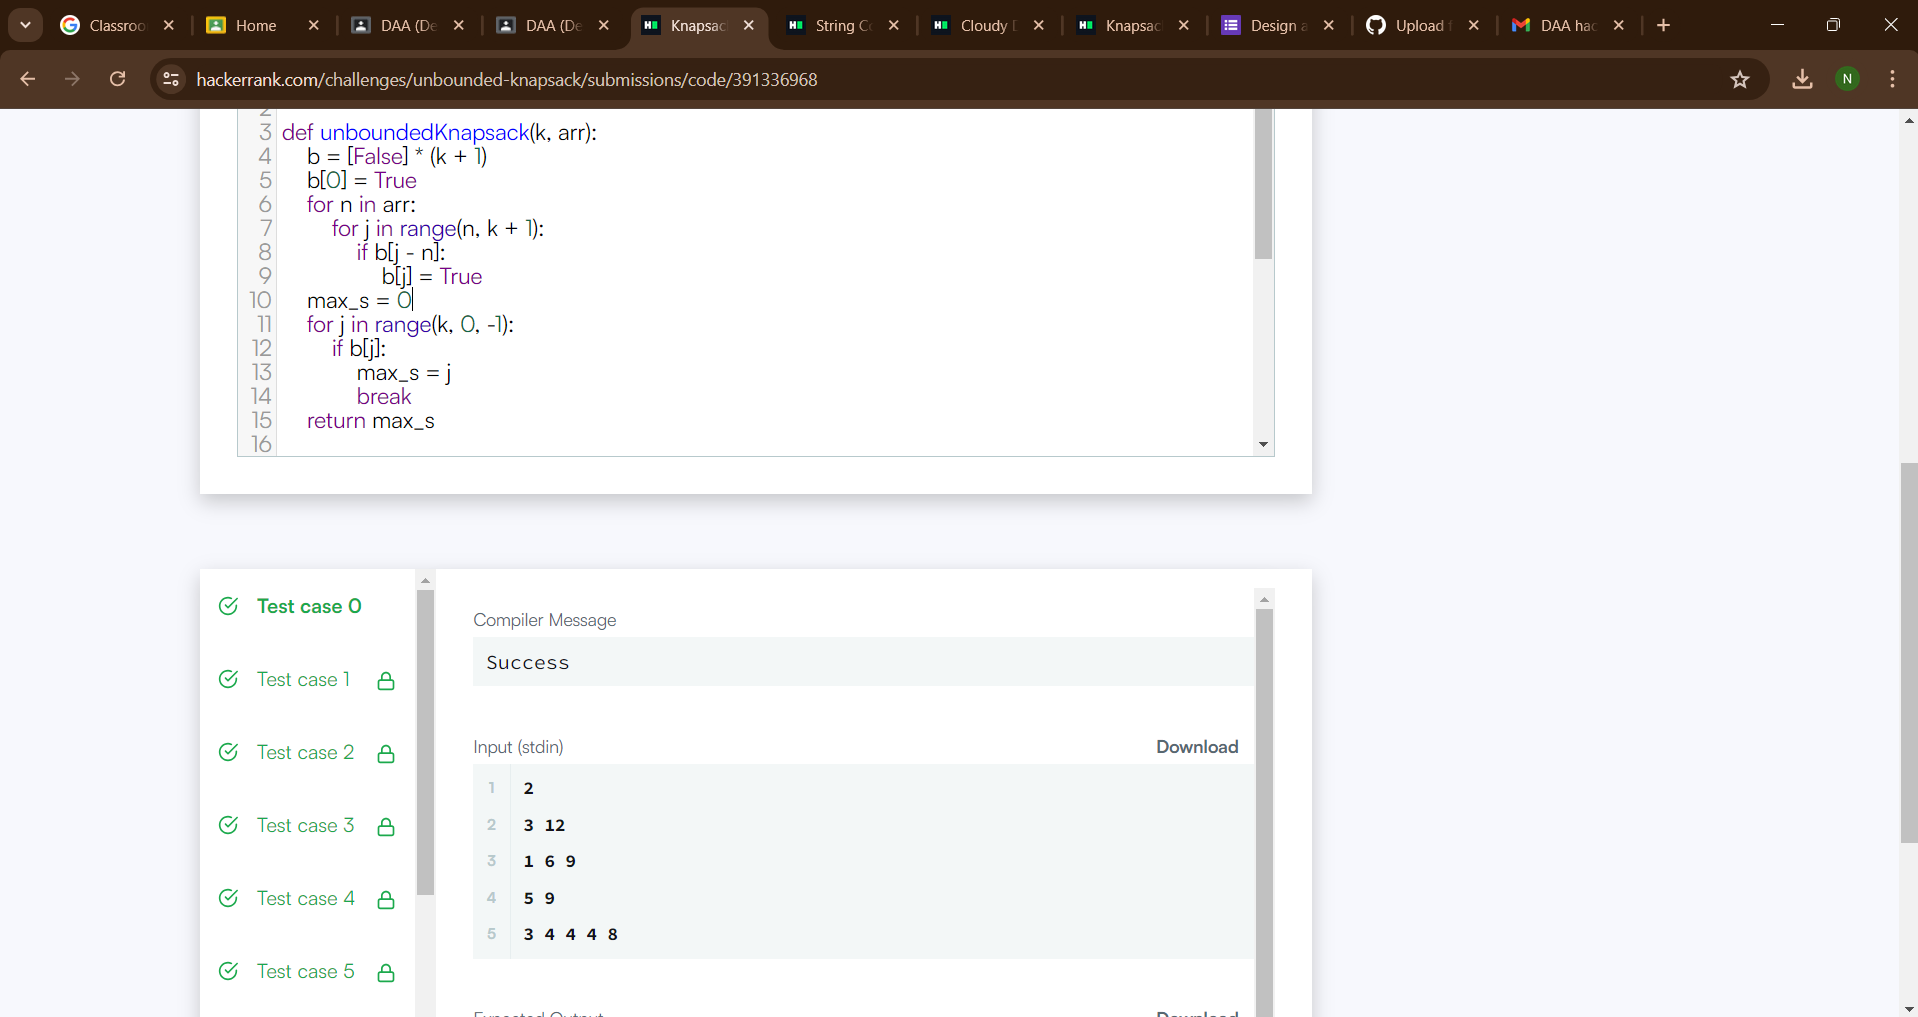 Classroo
Home
DAA (De
DAA (De
Knapsac
String Co
Cloudy D
Knapsac
Design a
Upload f
DAA hac
hackerrank.com/challenges/unbounded-knapsack/submissions/code/391336968
N
2
3 def unboundedKnapsack(k, arr):
4 b = [False] * (k + 1)
5 b[0] = True
6 for n in arr:
7 for j in range(n, k + 1):
8 if b[j - n]:
9 b[j] = True
10 max_s = 0
11 for j in range(k, 0, -1):
12 if b[j]:
13 max_s = j
14 break
15 return max_s
16
Test case 0
Test case 1
Test case 2
Test case 3
Test case 4
Test case 5
Compiler Message
Success
Input (stdin)
Download
1 2
2 3 12
3 1 6 9
4 5 9
5 3 4 4 4 8
Expected Output
Download